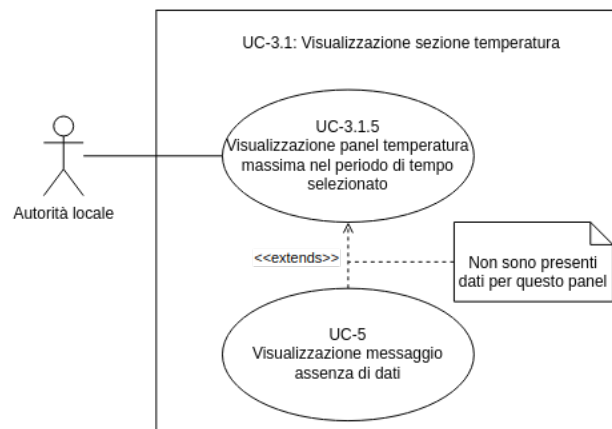 UC-3.1: Visualizzazione sezione temperatura
UC-3.1.5
Visualizzazione panel temperatura
massima nel periodo di tempo
selezionato
Autorità locale
<<extends>>
Non sono presenti
dati per questo panel
UC-5
Visualizzazione messaggio
assenza di dati